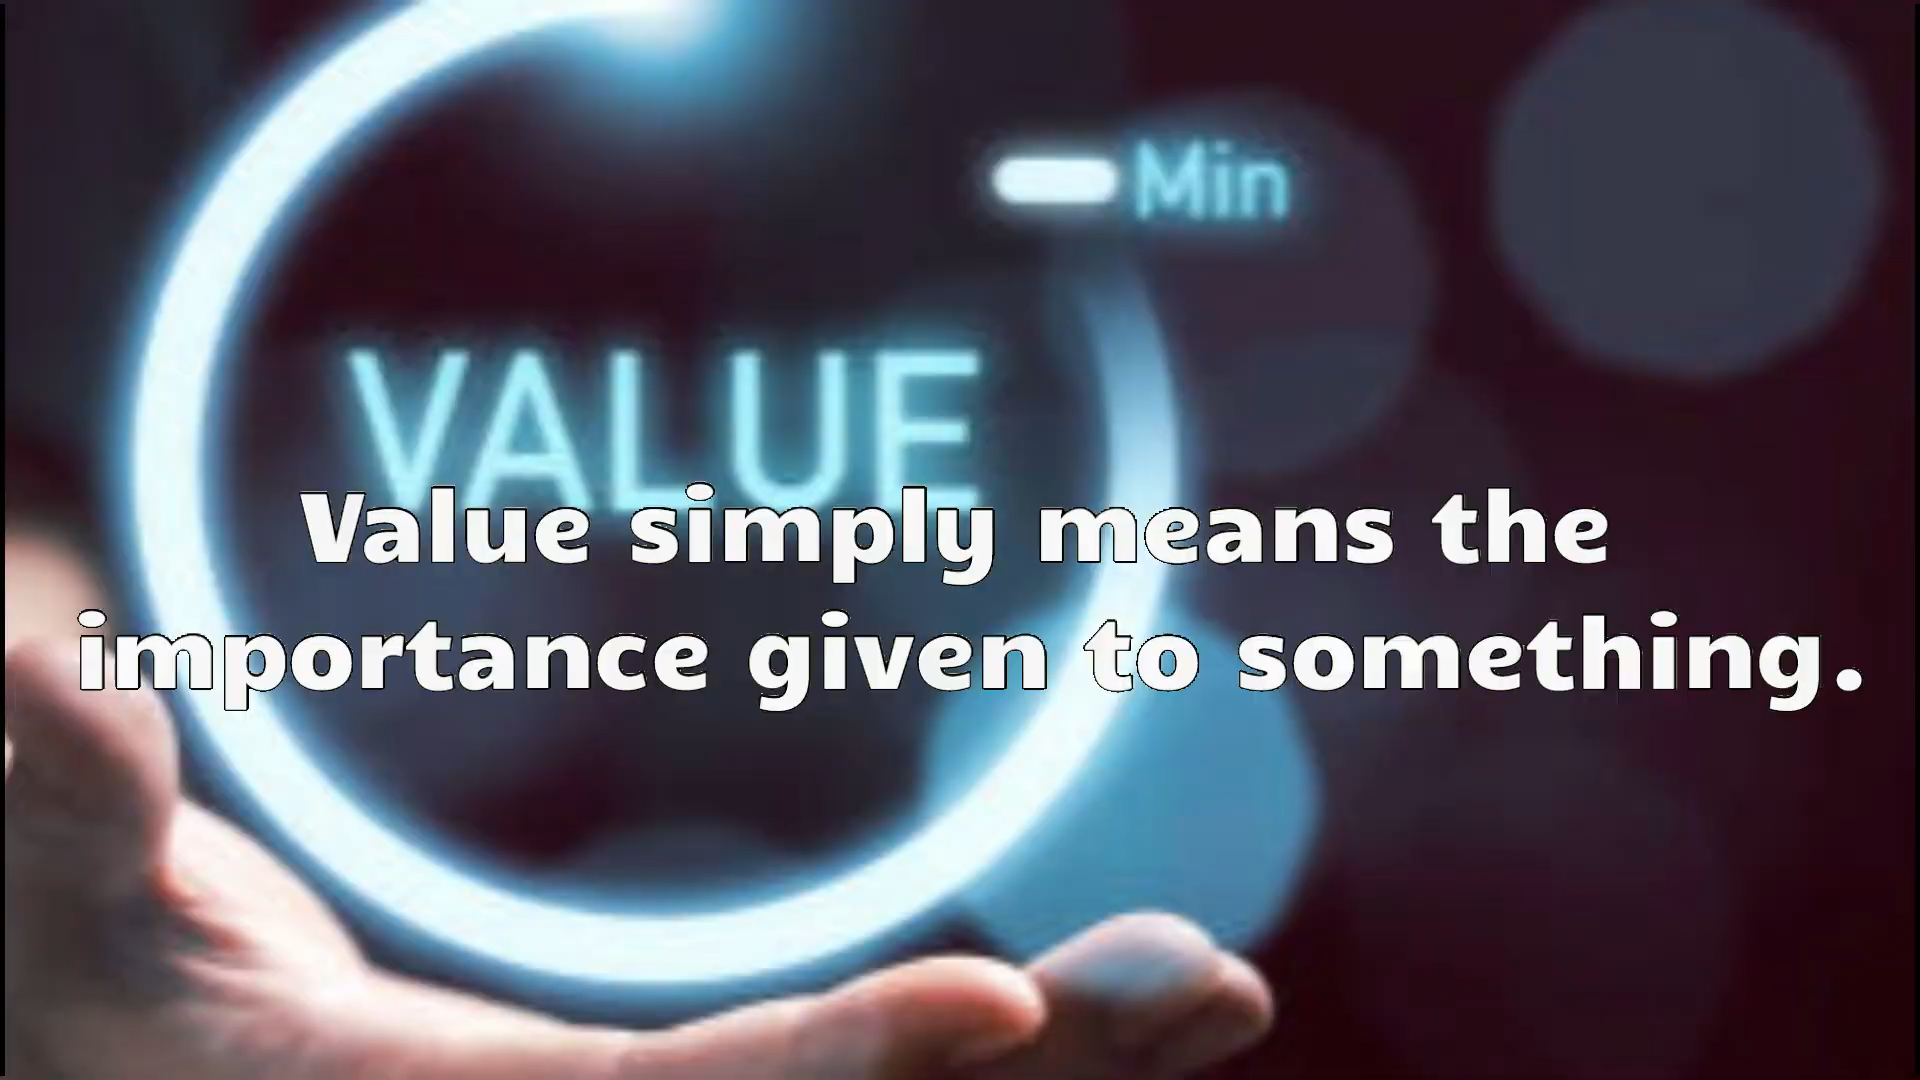 Min
VALUE
Value simply means the
importance given to something.